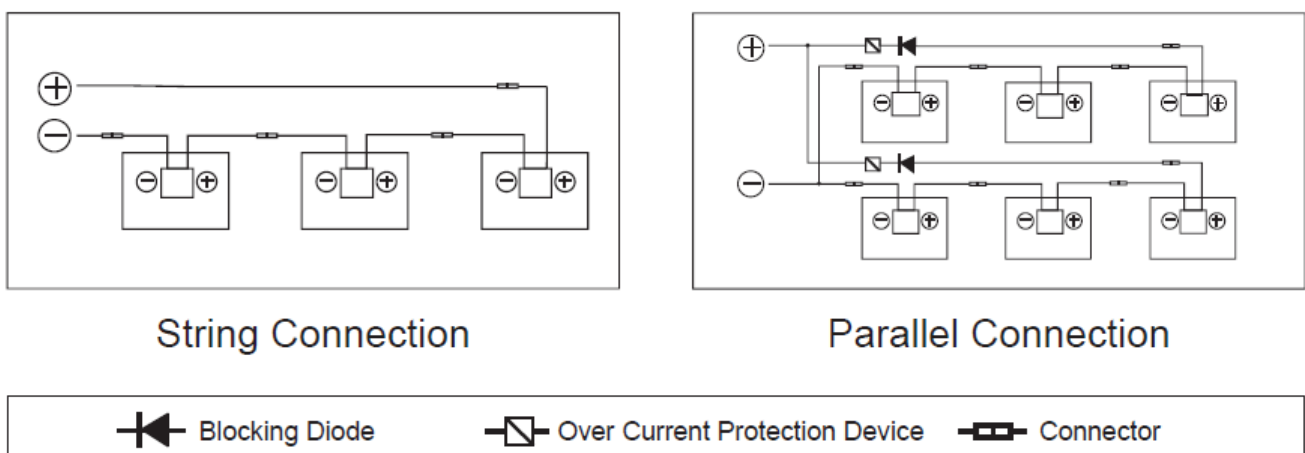 String Connection
Parallel Connection
Blocking Diode
Over Current Protection Device
Connector